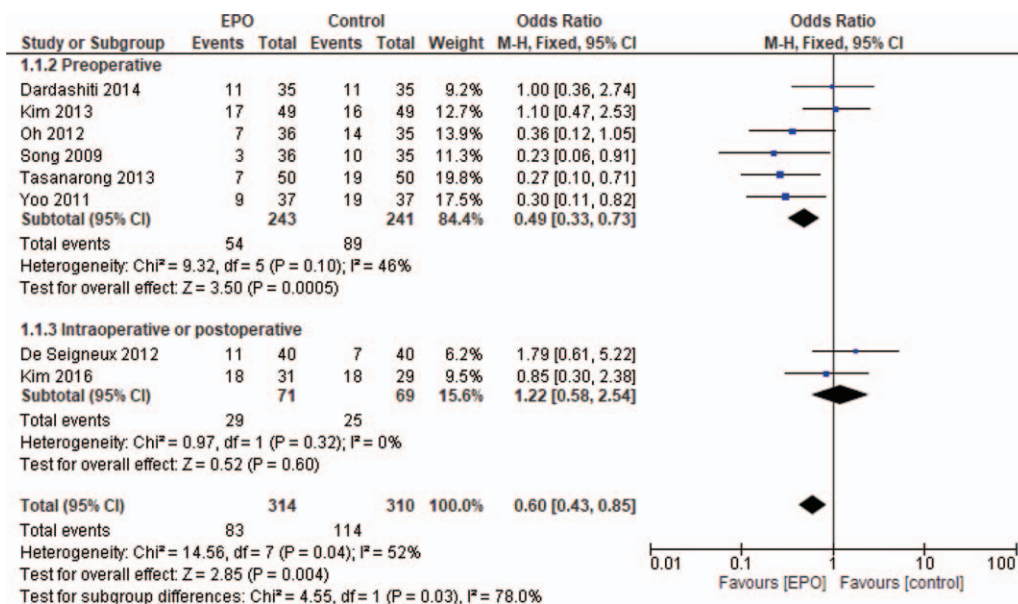 EPO Control Odds Ratio Odds Ratio
Study or Subgroup Events Total Events Total Weight M-H, Fixed, 95% CI M-H, Fixed, 95% CI
1.1.2 Preoperative
Dardashiti 2014 11 35 11 35 9.2% 1.00 [0.36, 2.74]
Kim 2013 17 49 16 49 12.7% 1.10 [0.47, 2.53]
Oh 2012 7 36 14 35 13.9% 0.36 [0.12, 1.05]
Song 2009 3 36 10 35 11.3% 0.23 [0.06, 0.91]
Tasanarong 2013 7 50 19 50 19.8% 0.27 [0.10, 0.71]
Yoo 2011 9 37 19 37 17.5% 0.30 [0.11, 0.82]
Subtotal (95% CI) 243 241 84.4% 0.49 [0.33, 0.73]
Total events 54 89
Heterogeneity: Chi² = 9.32, df = 5 (P = 0.10); I² = 46%
Test for overall effect: Z = 3.50 (P = 0.0005)
1.1.3 Intraoperative or postoperative
De Seigneux 2012 11 40 7 40 6.2% 1.79 [0.61, 5.22]
Kim 2016 18 31 18 29 9.5% 0.85 [0.30, 2.38]
Subtotal (95% CI) 71 69 15.6% 1.22 [0.58, 2.54]
Total events 29 25
Heterogeneity: Chi² = 0.97, df = 1 (P = 0.32); I² = 0%
Test for overall effect: Z = 0.52 (P = 0.60)
Total (95% CI) 314 310 100.0% 0.60 [0.43, 0.85]
Total events 83 114
Heterogeneity: Chi² = 14.56, df = 7 (P = 0.04); I² = 52%
Test for overall effect: Z = 2.85 (P = 0.004)
Test for subgroup differences: Chi² = 4.55, df = 1 (P = 0.03), I² = 78.0%
0.01 0.1 1 10 100
Favours [EPO] Favours [control]